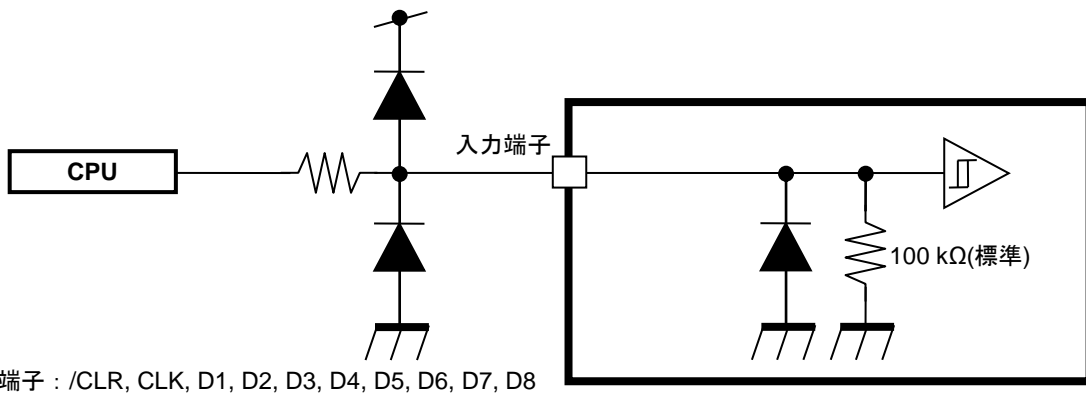 入力端子
CPU
100 kΩ(標準)
端子:/CLR, CLK, D1, D2, D3, D4, D5, D6, D7, D8